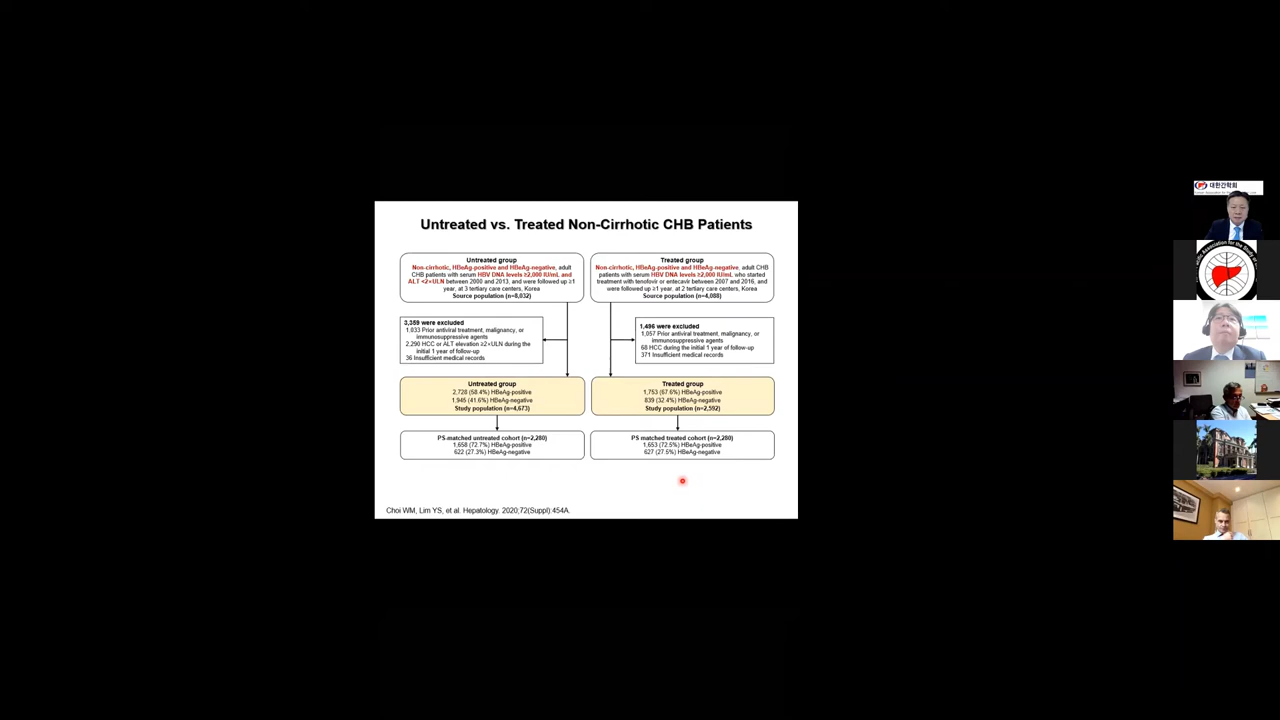 Untreated vs. Treated Non-Cirrhotic CHB Patients
Untreated group
Non-cirrhotic, HBeAg-positive and HBeAg-negative, adult
CHB patients with serum HBV DNA levels ≥2,000 IU/mL and
ALT <2×ULN between 2000 and 2013, and were followed up ≥1
year, at 3 tertiary care centers, Korea
Source population (n=8,032)
Treated group
Non-cirrhotic, HBeAg-positive and HBeAg-negative, adult CHB
patients with serum HBV DNA levels ≥2,000 IU/mL who started
treatment with tenofovir or entecavir between 2007 and 2016, and
were followed up ≥1 year, at 2 tertiary care centers, Korea
Source population (n=4,088)
3,359 were excluded
1,033 Prior antiviral treatment, malignancy, or
immunosuppressive agents
2,290 HCC or ALT elevation ≥2×ULN during the
initial 1 year of follow-up
36 Insufficient medical records
1,496 were excluded
1,057 Prior antiviral treatment, malignancy, or
immunosuppressive agents
68 HCC during the initial 1 year of follow-up
371 Insufficient medical records
Untreated group
2,728 (58.4%) HBeAg-positive
1,945 (41.6%) HBeAg-negative
Study population (n=4,673)
Treated group
1,753 (67.6%) HBeAg-positive
839 (32.4%) HBeAg-negative
Study population (n=2,592)
PS-matched untreated cohort (n=2,280)
1,658 (72.7%) HBeAg-positive
622 (27.3%) HBeAg-negative
PS matched treated cohort (n=2,280)
1,653 (72.5%) HBeAg-positive
627 (27.5%) HBeAg-negative
Choi WM, Lim YS, et al. Hepatology. 2020;72(Suppl):454A.
대한간학회